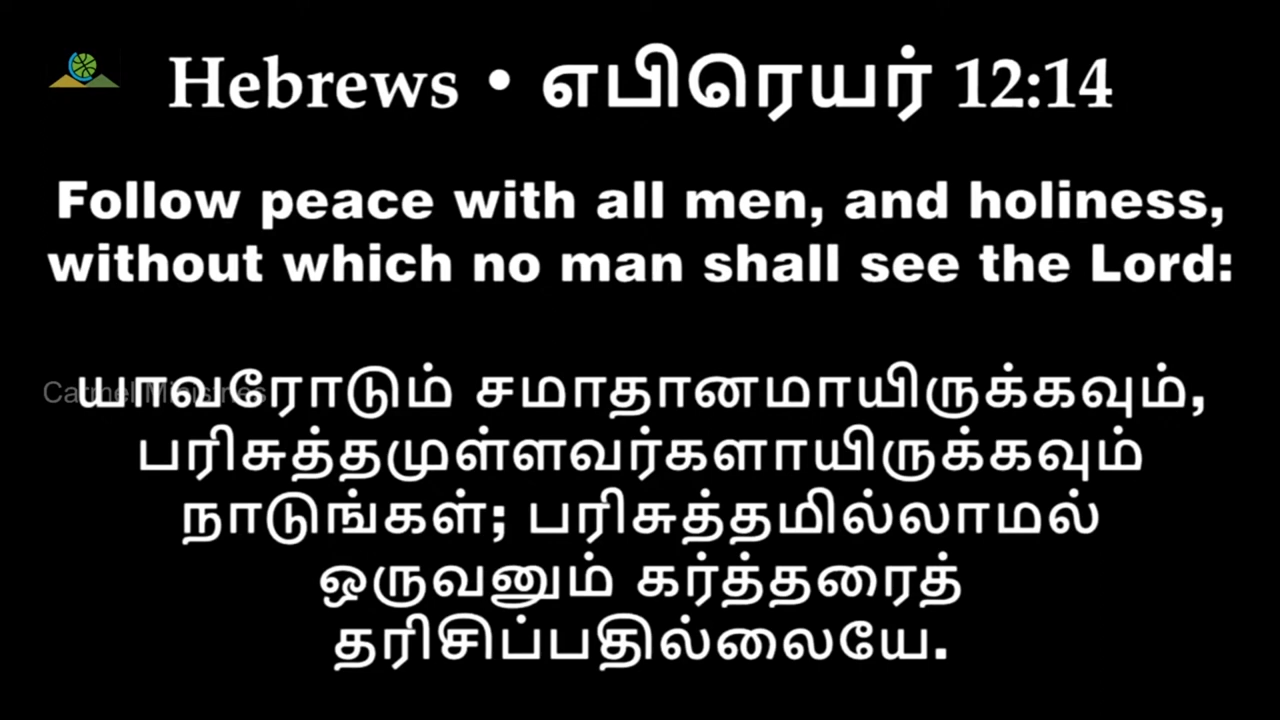 Hebrews • எபிரெயர் 12:14
Follow peace with all men, and holiness,
without which no man shall see the Lord:
Carmel Ministries
யாவரோடும் சமாதானமாயிருக்கவும்,
பரிசுத்தமுள்ளவர்களாயிருக்கவும்
நாடுங்கள்; பரிசுத்தமில்லாமல்
ஒருவனும் கர்த்தரைத்
தரிசிப்பதில்லையே.